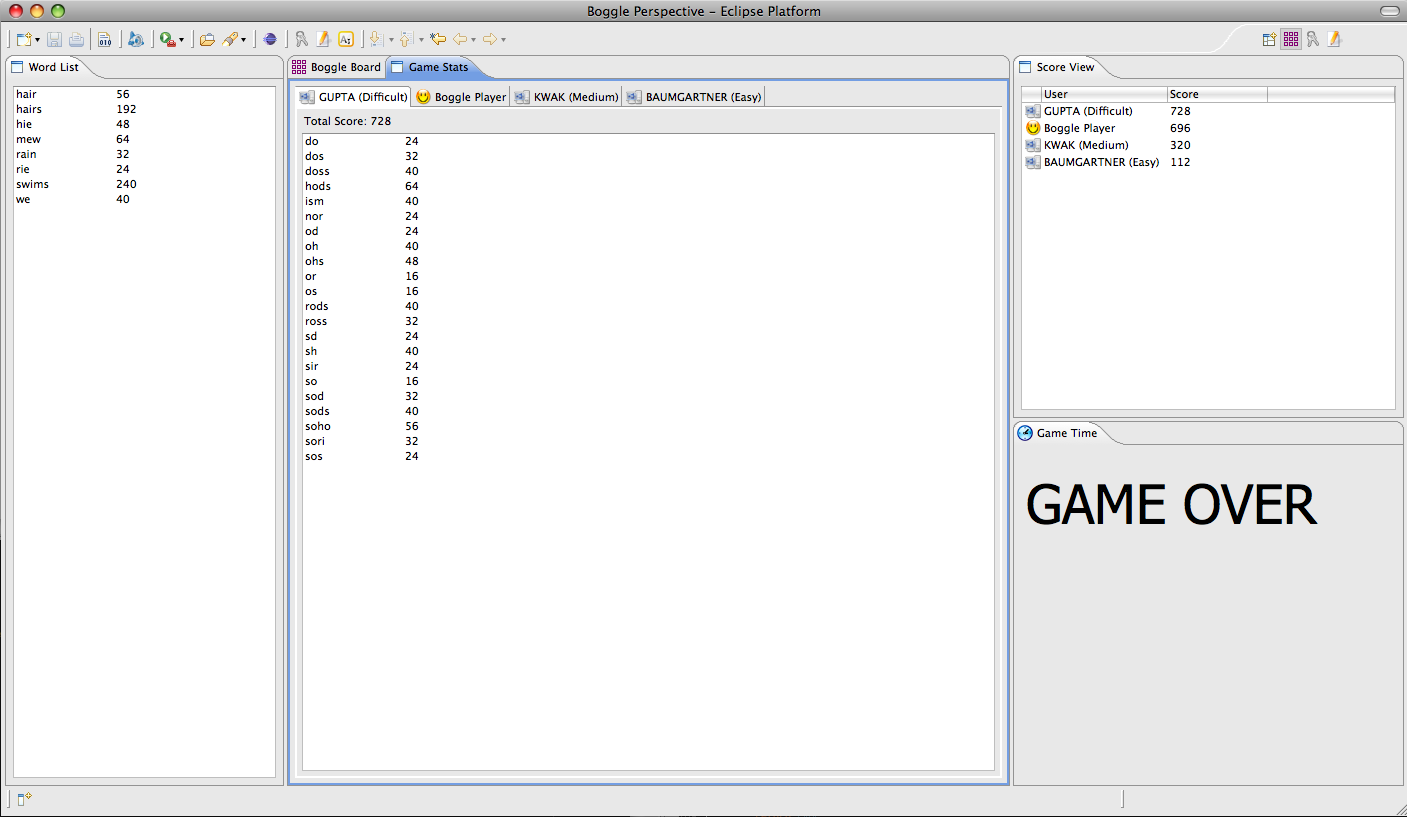 Boggle Perspective – Eclipse Platform
Word List
hair 56
hairs 192
hie 48
mew 64
rain 32
rie 24
swims 240
we 40
Boggle Board Game Stats
GUPTA (Difficult) Boggle Player KWAK (Medium) BAUMGARTNER (Easy)
Total Score: 728
do 24
dos 32
doss 40
hods 64
ism 40
nor 24
od 24
oh 40
ohs 48
or 16
os 16
rods 40
ross 32
sd 24
sh 40
sir 24
so 16
sod 32
sods 40
soho 56
sori 32
sos 24
Score View
User Score
GUPTA (Difficult) 728
Boggle Player 696
KWAK (Medium) 320
BAUMGARTNER (Easy) 112
Game Time
GAME OVER